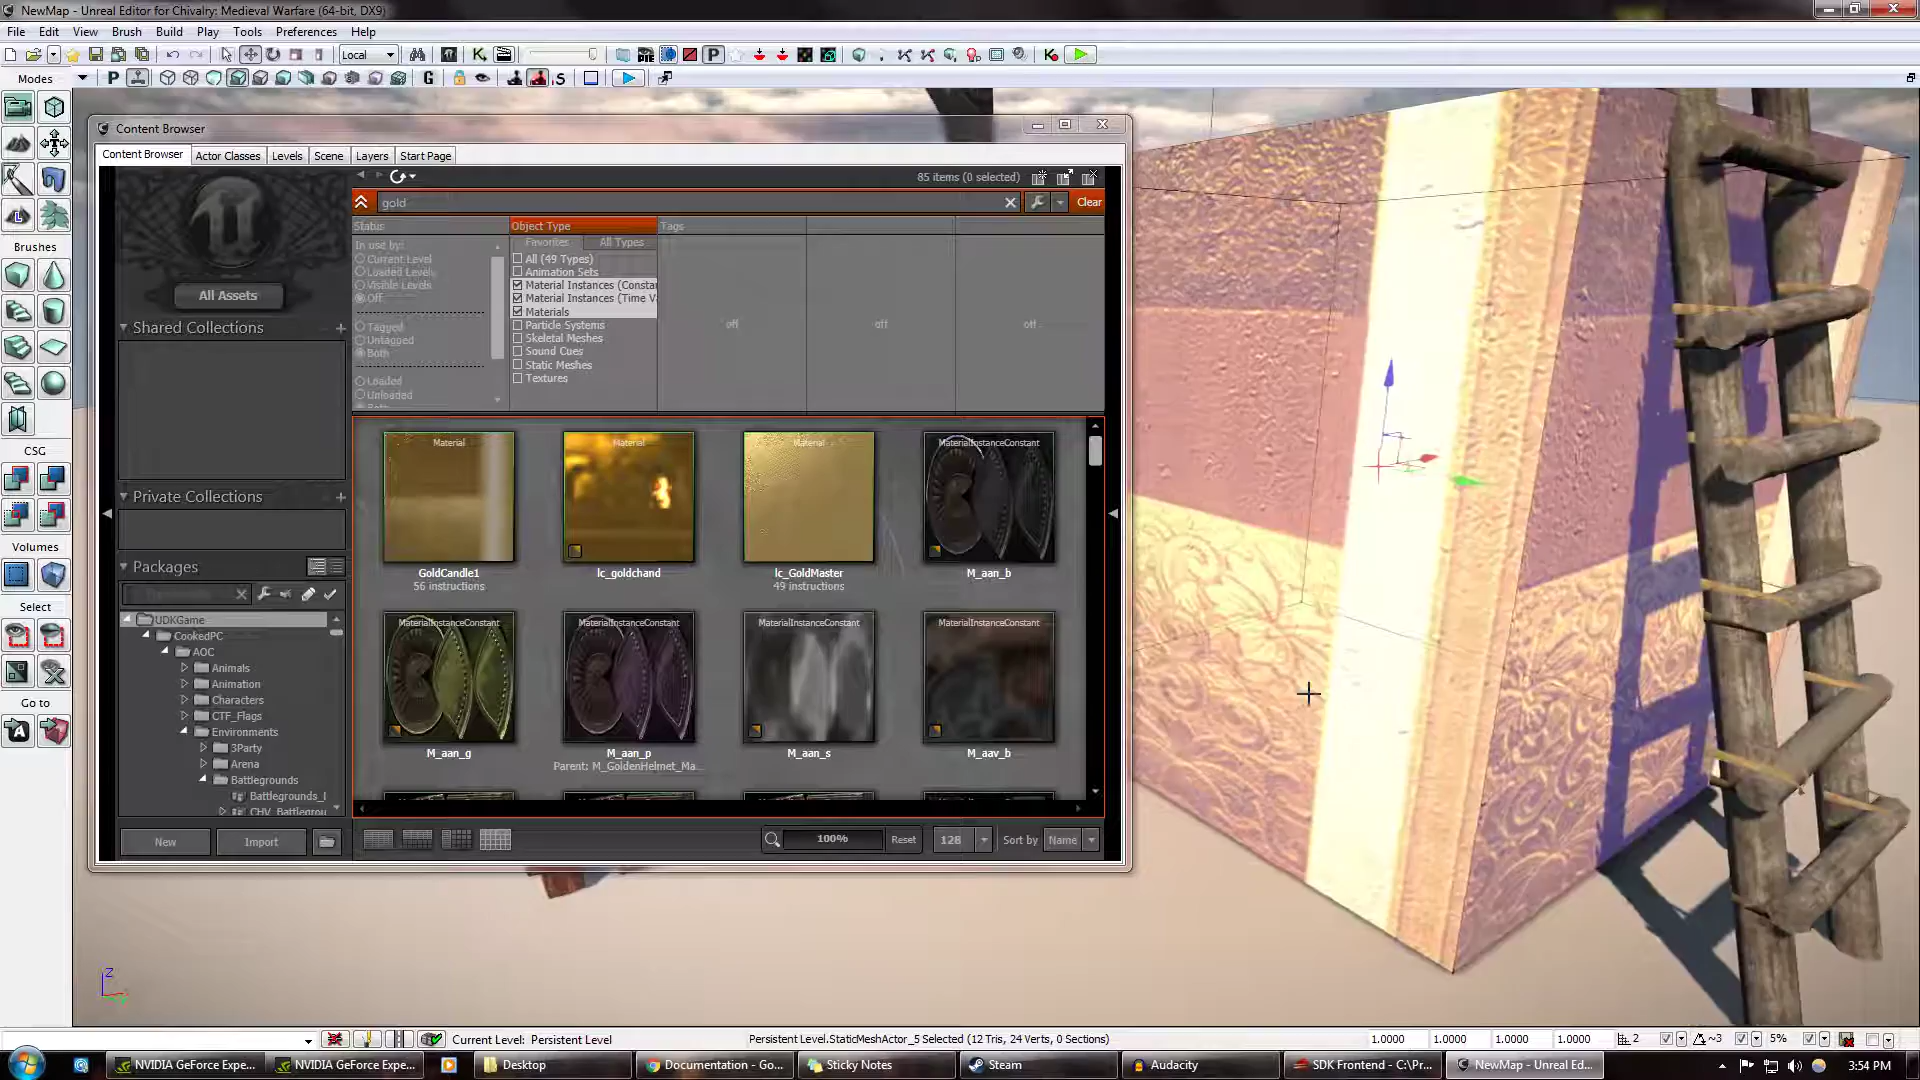 NewMap - Unreal Editor for Chivalry: Medieval Warfare (64-bit, DX9)
File Edit View Brush Build Play Tools Preferences Help
Local
Modes
Brushes
CSG
Volumes
Select
Go to
Content Browser
Content Browser Actor Classes Levels Scene Layers Start Page
85 items (0 selected)
gold
Clear
Status Object Type Tags
In use by:
Current Level
Loaded Level
Visible Levels
Off
Tagged
Untagged
Both
Loaded
Unloaded
Favorites All Types
All (49 Types)
Animation Sets
Material Instances (Constar
Material Instances (Time Va
Materials
Particle Systems
Skeletal Meshes
Sound Cues
Static Meshes
Textures
off off off
All Assets
Shared Collections
Private Collections
Packages
UDKGame
CookedPC
AOC
Animals
Animation
Characters
CTF_Flags
Environments
3Party
Arena
Battlegrounds
Battlegrounds_I
CHV_Battlegrou
New Import
Material Material Material MaterialInstanceConstant
GoldCandle1 lc_goldchand lc_GoldMaster M_aan_b
56 instructions 49 instructions
MaterialInstanceConstant MaterialInstanceConstant MaterialInstanceConstant MaterialInstanceConstant
M_aan_g M_aan_p M_aan_s M_aav_b
Parent: M_GoldenHelmet_Ma...
100% Reset 128 Sort by Name
Current Level: Persistent Level
Persistent Level.StaticMeshActor_5 Selected (12 Tris, 24 Verts, 0 Sections)
1.0000 1.0000 1.0000 1.0000 2 ~3 5%
NVIDIA GeForce Expe... NVIDIA GeForce Expe... Desktop Documentation - Go... Sticky Notes Steam Audacity SDK Frontend - C:\Pr... NewMap - Unreal Ed... 3:54 PM